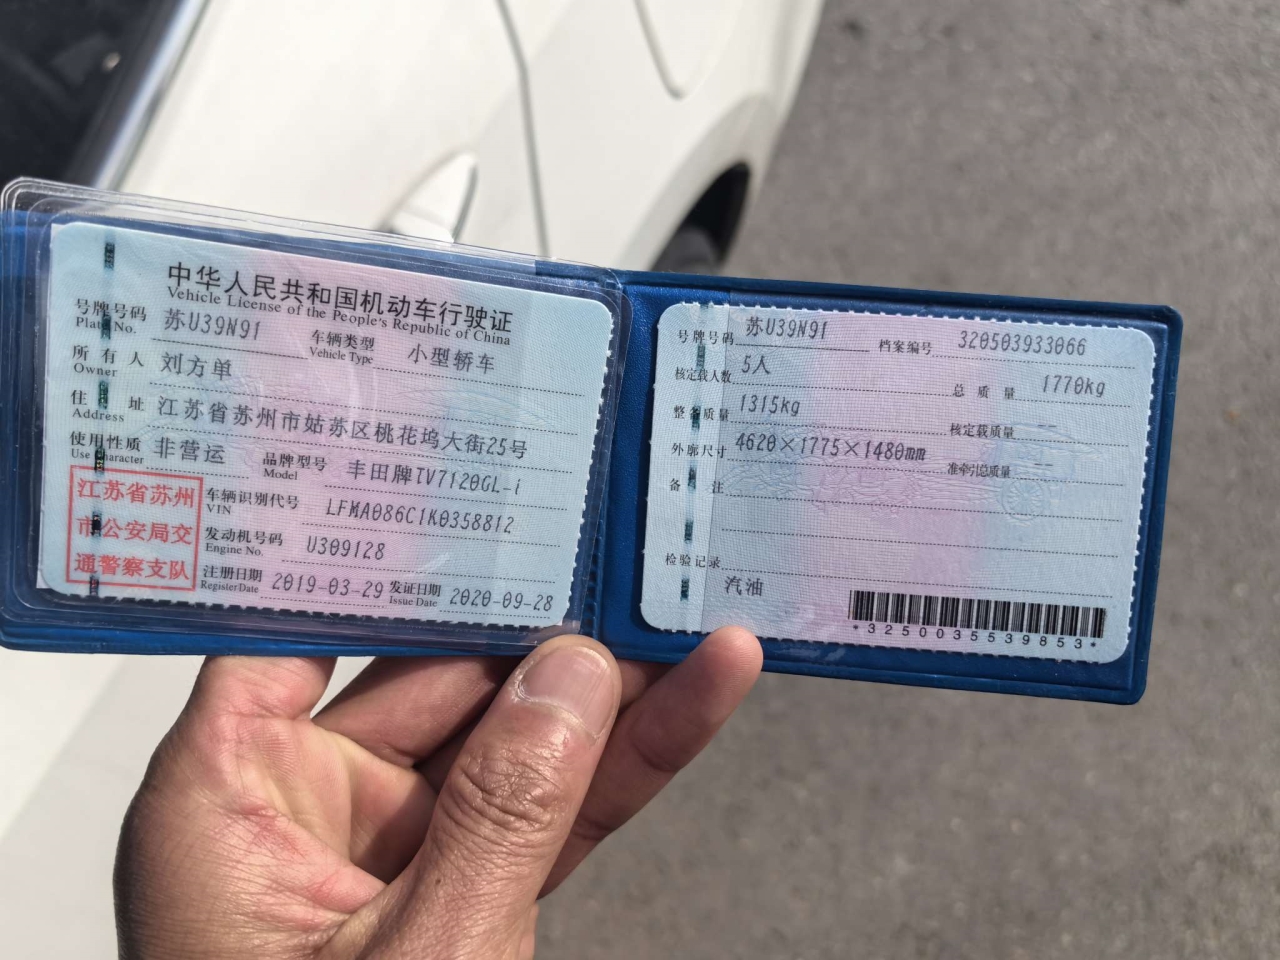 中华人民共和国机动车行驶证
Vehicle License of the People's Republic of China
号牌号码 苏U39N91 车辆类型 小型轿车
Plate No. Vehicle Type
所有人 刘方单
Owner
住址 江苏省苏州市姑苏区桃花坞大街25号
Address
使用性质 非营运 品牌型号 丰田牌TV7120GL-i
Use Character Model
江苏省苏州
市公安局交
通警察支队
车辆识别代号 LFMA086C1K0358812
VIN
发动机号码 U309128
Engine No.
注册日期 2019-03-29 发证日期 2020-09-28
Register Date Issue Date
号牌号码 苏U39N91 档案编号 320503933066
核定载人数 5人 总质量 1770kg
整备质量 1315kg 核定载质量 --
外廓尺寸 4620×1775×1480mm 准牵引总质量 --
备注
检验记录
汽油
*3250035539853*